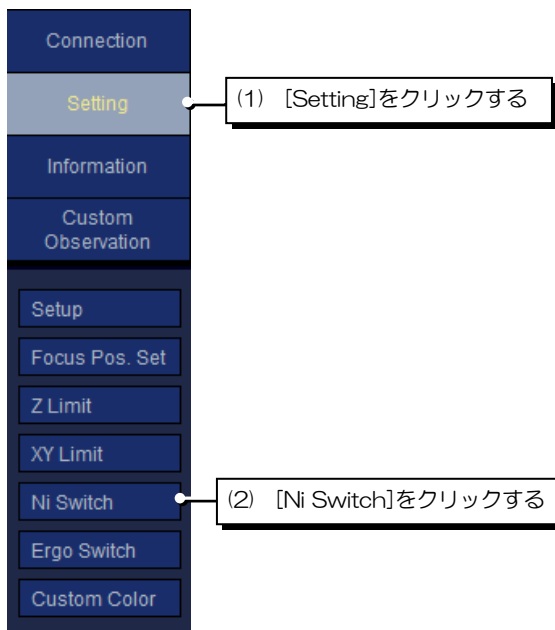 Connection
Setting
(1) [Setting]をクリックする
Information
Custom
Observation
Setup
Focus Pos. Set
Z Limit
XY Limit
Ni Switch
(2) [Ni Switch]をクリックする
Ergo Switch
Custom Color